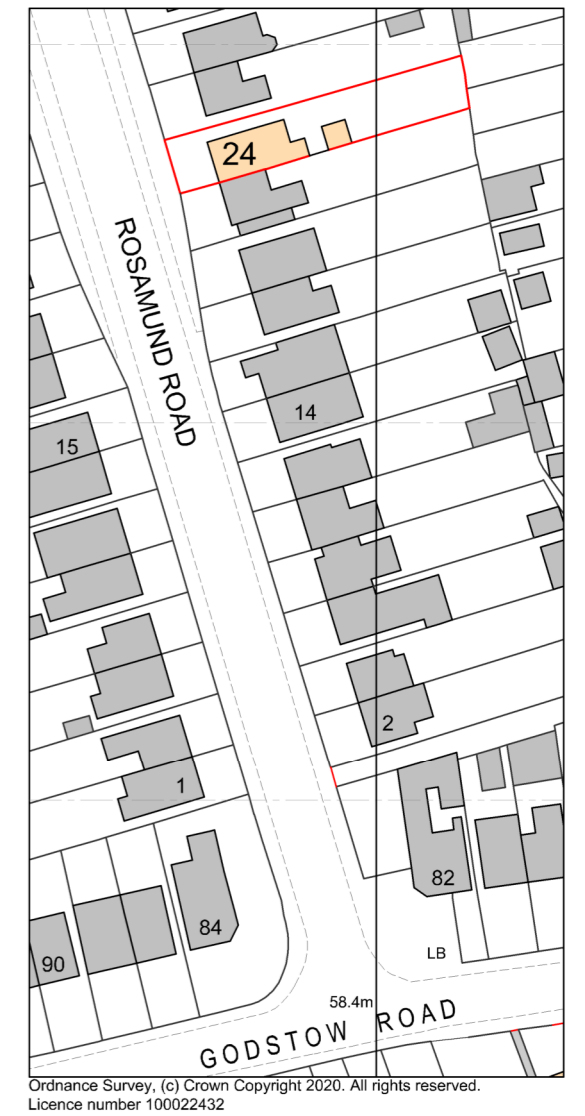 24
ROSAMUND ROAD
14
15
2
1
82
84
LB
90
58.4m
GODSTOW ROAD
Ordnance Survey, (c) Crown Copyright 2020. All rights reserved.
Licence number 100022432